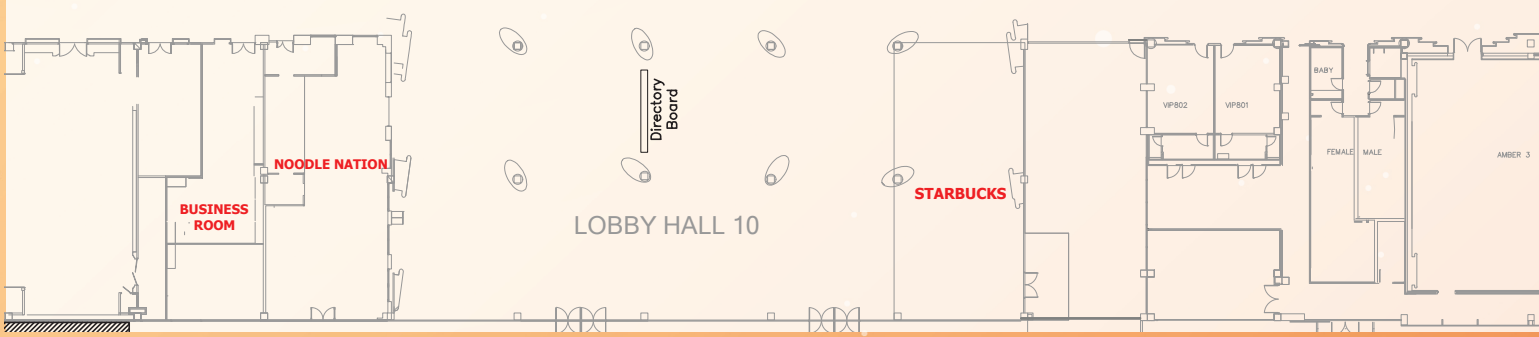 BABY
Directory
Board
VIP802
VIP801
NOODLE NATION
FEMALE
MALE
AMBER 3
STARBUCKS
BUSINESS
ROOM
LOBBY HALL 10